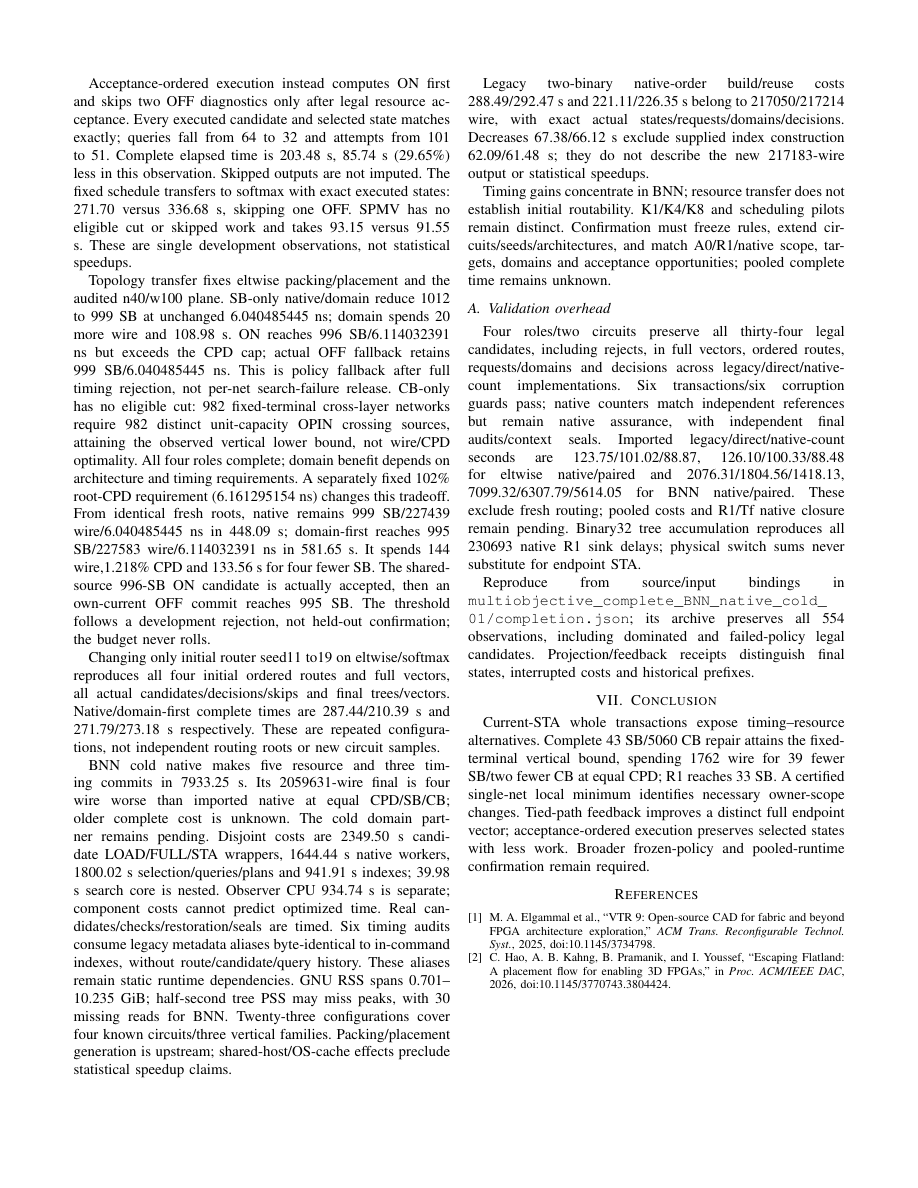 Acceptance-ordered execution instead computes ON first
and skips two OFF diagnostics only after legal resource ac-
ceptance. Every executed candidate and selected state matches
exactly; queries fall from 64 to 32 and attempts from 101
to 51. Complete elapsed time is 203.48 s, 85.74 s (29.65%)
less in this observation. Skipped outputs are not imputed. The
fixed schedule transfers to softmax with exact executed states:
271.70 versus 336.68 s, skipping one OFF. SPMV has no
eligible cut or skipped work and takes 93.15 versus 91.55
s. These are single development observations, not statistical
speedups.
Topology transfer fixes eltwise packing/placement and the
audited n40/w100 plane. SB-only native/domain reduce 1012
to 999 SB at unchanged 6.040485445 ns; domain spends 20
more wire and 108.98 s. ON reaches 996 SB/6.114032391
ns but exceeds the CPD cap; actual OFF fallback retains
999 SB/6.040485445 ns. This is policy fallback after full
timing rejection, not per-net search-failure release. CB-only
has no eligible cut: 982 fixed-terminal cross-layer networks
require 982 distinct unit-capacity OPIN crossing sources,
attaining the observed vertical lower bound, not wire/CPD
optimality. All four roles complete; domain benefit depends on
architecture and timing requirements. A separately fixed 102%
root-CPD requirement (6.161295154 ns) changes this tradeoff.
From identical fresh roots, native remains 999 SB/227439
wire/6.040485445 ns in 448.09 s; domain-first reaches 995
SB/227583 wire/6.114032391 ns in 581.65 s. It spends 144
wire,1.218% CPD and 133.56 s for four fewer SB. The shared-
source 996-SB ON candidate is actually accepted, then an
own-current OFF commit reaches 995 SB. The threshold
follows a development rejection, not held-out confirmation;
the budget never rolls.
Changing only initial router seed11 to19 on eltwise/softmax
reproduces all four initial ordered routes and full vectors,
all actual candidates/decisions/skips and final trees/vectors.
Native/domain-first complete times are 287.44/210.39 s and
271.79/273.18 s respectively. These are repeated configura-
tions, not independent routing roots or new circuit samples.
BNN cold native makes five resource and three tim-
ing commits in 7933.25 s. Its 2059631-wire final is four
wire worse than imported native at equal CPD/SB/CB;
older complete cost is unknown. The cold domain part-
ner remains pending. Disjoint costs are 2349.50 s candi-
date LOAD/FULL/STA wrappers, 1644.44 s native workers,
1800.02 s selection/queries/plans and 941.91 s indexes; 39.98
s search core is nested. Observer CPU 934.74 s is separate;
component costs cannot predict optimized time. Real can-
didates/checks/restoration/seals are timed. Six timing audits
consume legacy metadata aliases byte-identical to in-command
indexes, without route/candidate/query history. These aliases
remain static runtime dependencies. GNU RSS spans 0.701–
10.235 GiB; half-second tree PSS may miss peaks, with 30
missing reads for BNN. Twenty-three configurations cover
four known circuits/three vertical families. Packing/placement
generation is upstream; shared-host/OS-cache effects preclude
statistical speedup claims.
Legacy two-binary native-order build/reuse costs
288.49/292.47 s and 221.11/226.35 s belong to 217050/217214
wire, with exact actual states/requests/domains/decisions.
Decreases 67.38/66.12 s exclude supplied index construction
62.09/61.48 s; they do not describe the new 217183-wire
output or statistical speedups.
Timing gains concentrate in BNN; resource transfer does not
establish initial routability. K1/K4/K8 and scheduling pilots
remain distinct. Confirmation must freeze rules, extend cir-
cuits/seeds/architectures, and match A0/R1/native scope, tar-
gets, domains and acceptance opportunities; pooled complete
time remains unknown.
A. Validation overhead
Four roles/two circuits preserve all thirty-four legal
candidates, including rejects, in full vectors, ordered routes,
requests/domains and decisions across legacy/direct/native-
count implementations. Six transactions/six corruption
guards pass; native counters match independent references
but remain native assurance, with independent final
audits/context seals. Imported legacy/direct/native-count
seconds are 123.75/101.02/88.87, 126.10/100.33/88.48
for eltwise native/paired and 2076.31/1804.56/1418.13,
7099.32/6307.79/5614.05 for BNN native/paired. These
exclude fresh routing; pooled costs and R1/Tf native closure
remain pending. Binary32 tree accumulation reproduces all
230693 native R1 sink delays; physical switch sums never
substitute for endpoint STA.
Reproduce from source/input bindings in
multiobjective_complete_BNN_native_cold_
01/completion.json; its archive preserves all 554
observations, including dominated and failed-policy legal
candidates. Projection/feedback receipts distinguish final
states, interrupted costs and historical prefixes.
VII. CONCLUSION
Current-STA whole transactions expose timing–resource
alternatives. Complete 43 SB/5060 CB repair attains the fixed-
terminal vertical bound, spending 1762 wire for 39 fewer
SB/two fewer CB at equal CPD; R1 reaches 33 SB. A certified
single-net local minimum identifies necessary owner-scope
changes. Tied-path feedback improves a distinct full endpoint
vector; acceptance-ordered execution preserves selected states
with less work. Broader frozen-policy and pooled-runtime
confirmation remain required.
REFERENCES
[1] M. A. Elgammal et al., “VTR 9: Open-source CAD for fabric and beyond
FPGA architecture exploration,” ACM Trans. Reconfigurable Technol.
Syst., 2025, doi:10.1145/3734798.
[2] C. Hao, A. B. Kahng, B. Pramanik, and I. Youssef, “Escaping Flatland:
A placement flow for enabling 3D FPGAs,” in Proc. ACM/IEEE DAC,
2026, doi:10.1145/3770743.3804424.